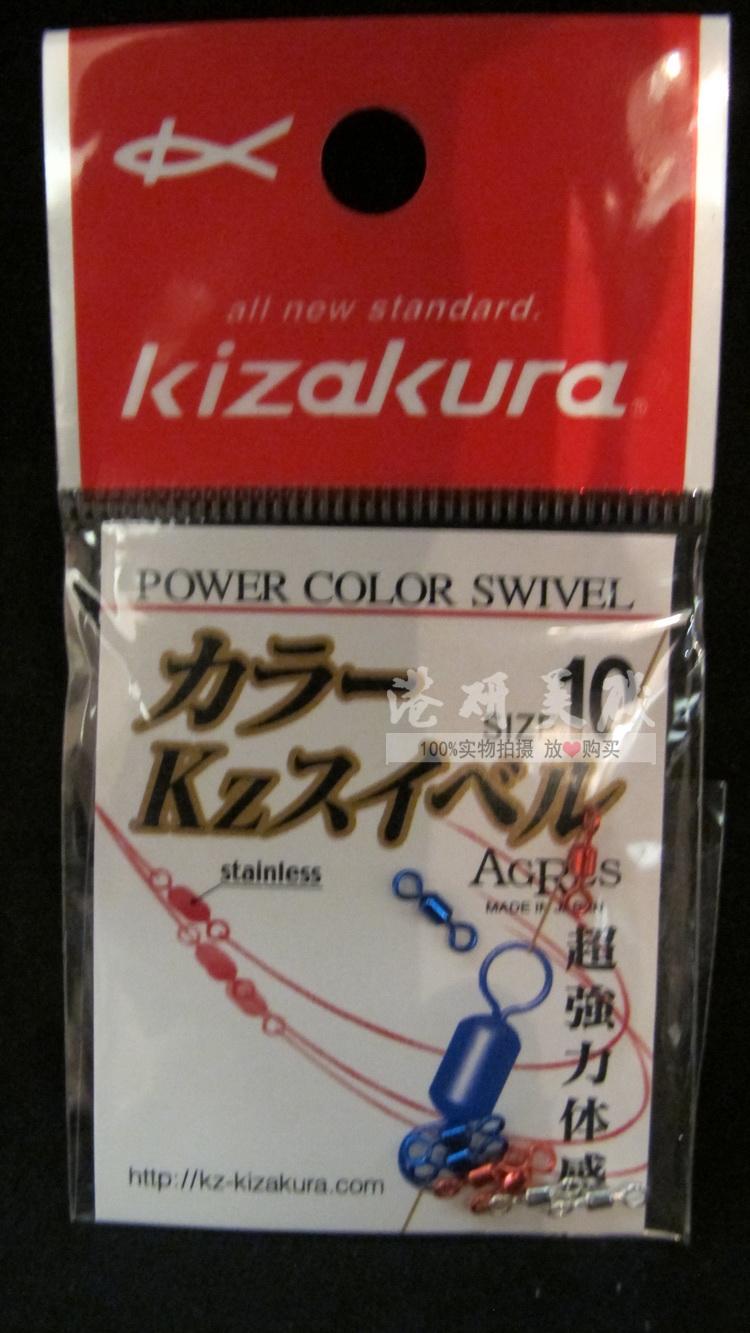 all new standard.
kizakura®
POWER COLOR SWIVEL
カラー
SIZE 10
港研美戙
100%实物拍摄 放❤购买
Kzスイベル
stainless
AGRES
MADE IN JAPAN
超強力体感
http://kz-kizakura.com